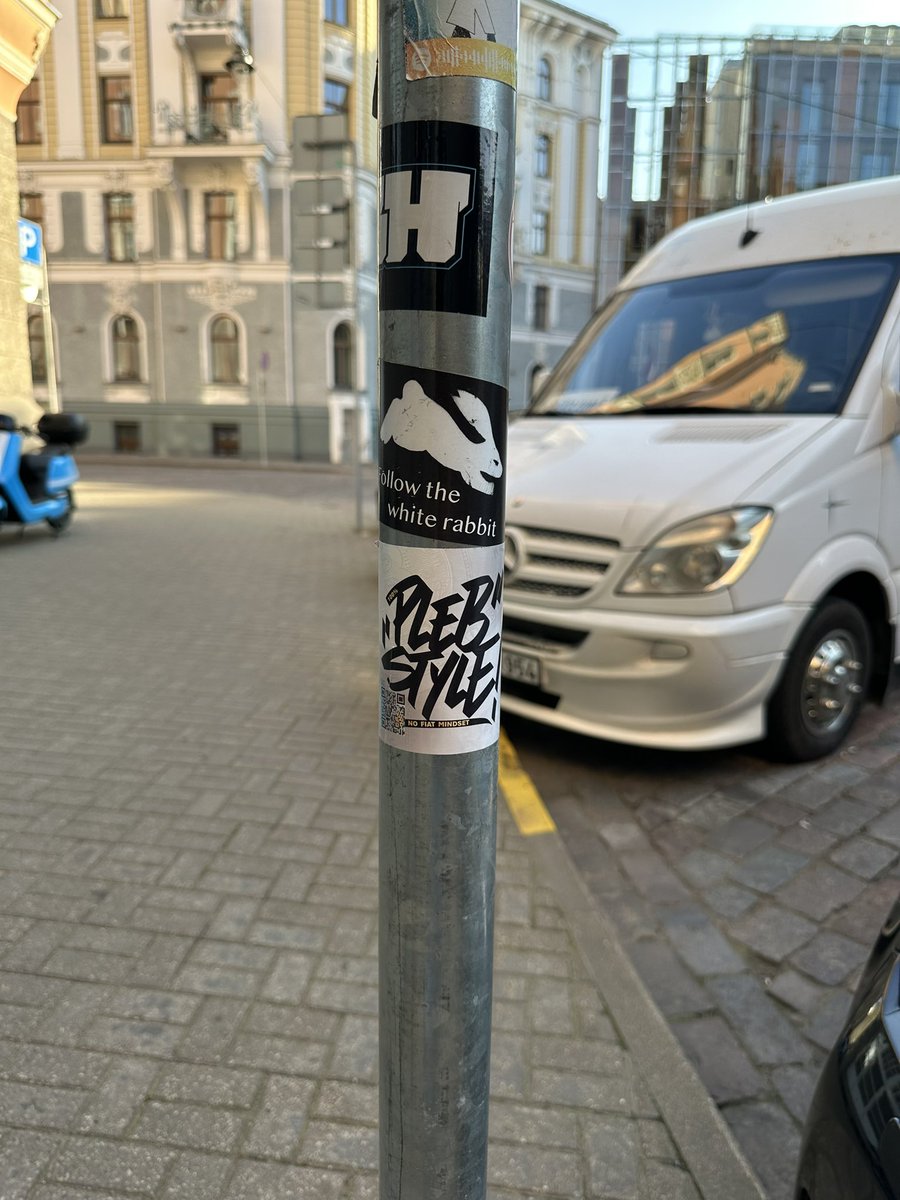 P
H
Follow the
white rabbit
PLEB
STYLE!
NO FIAT MINDSET